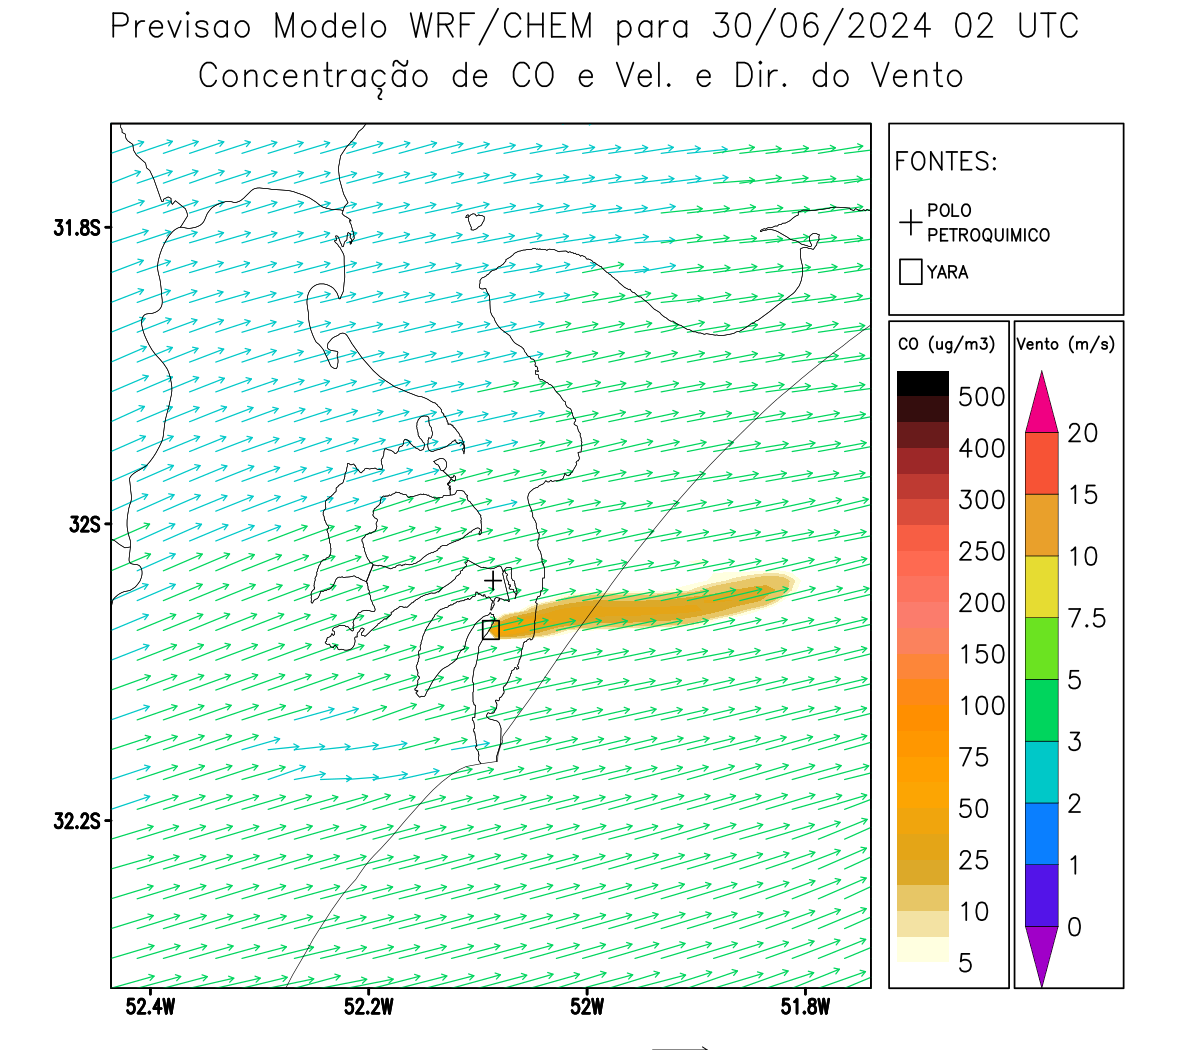 Previsao Modelo WRF/CHEM para 30/06/2024 02 UTC
Concentração de CO e Vel. e Dir. do Vento
FONTES:
POLO
PETROQUIMICO
YARA
CO (ug/m3)
500
400
300
250
200
150
100
75
50
25
10
5
Vento (m/s)
20
15
10
7.5
5
3
2
1
0
31.8S
32S
32.2S
52.4W
52.2W
52W
51.8W